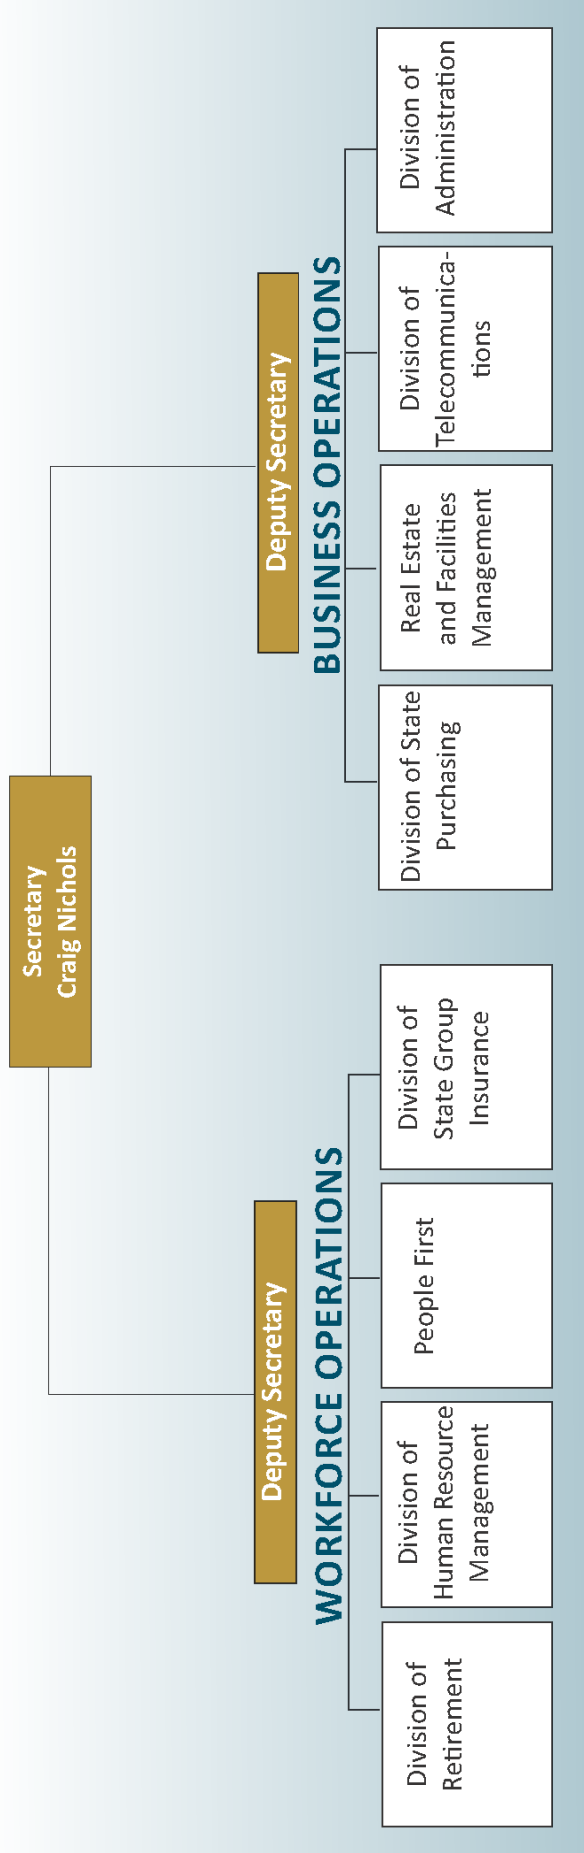 Secretary
Craig Nichols
Deputy Secretary
WORKFORCE OPERATIONS
Division of
Retirement
Division of
Human Resource
Management
People First
Division of
State Group
Insurance
Deputy Secretary
BUSINESS OPERATIONS
Division of State
Purchasing
Real Estate
and Facilities
Management
Division of
Telecommunica-
tions
Division of
Administration